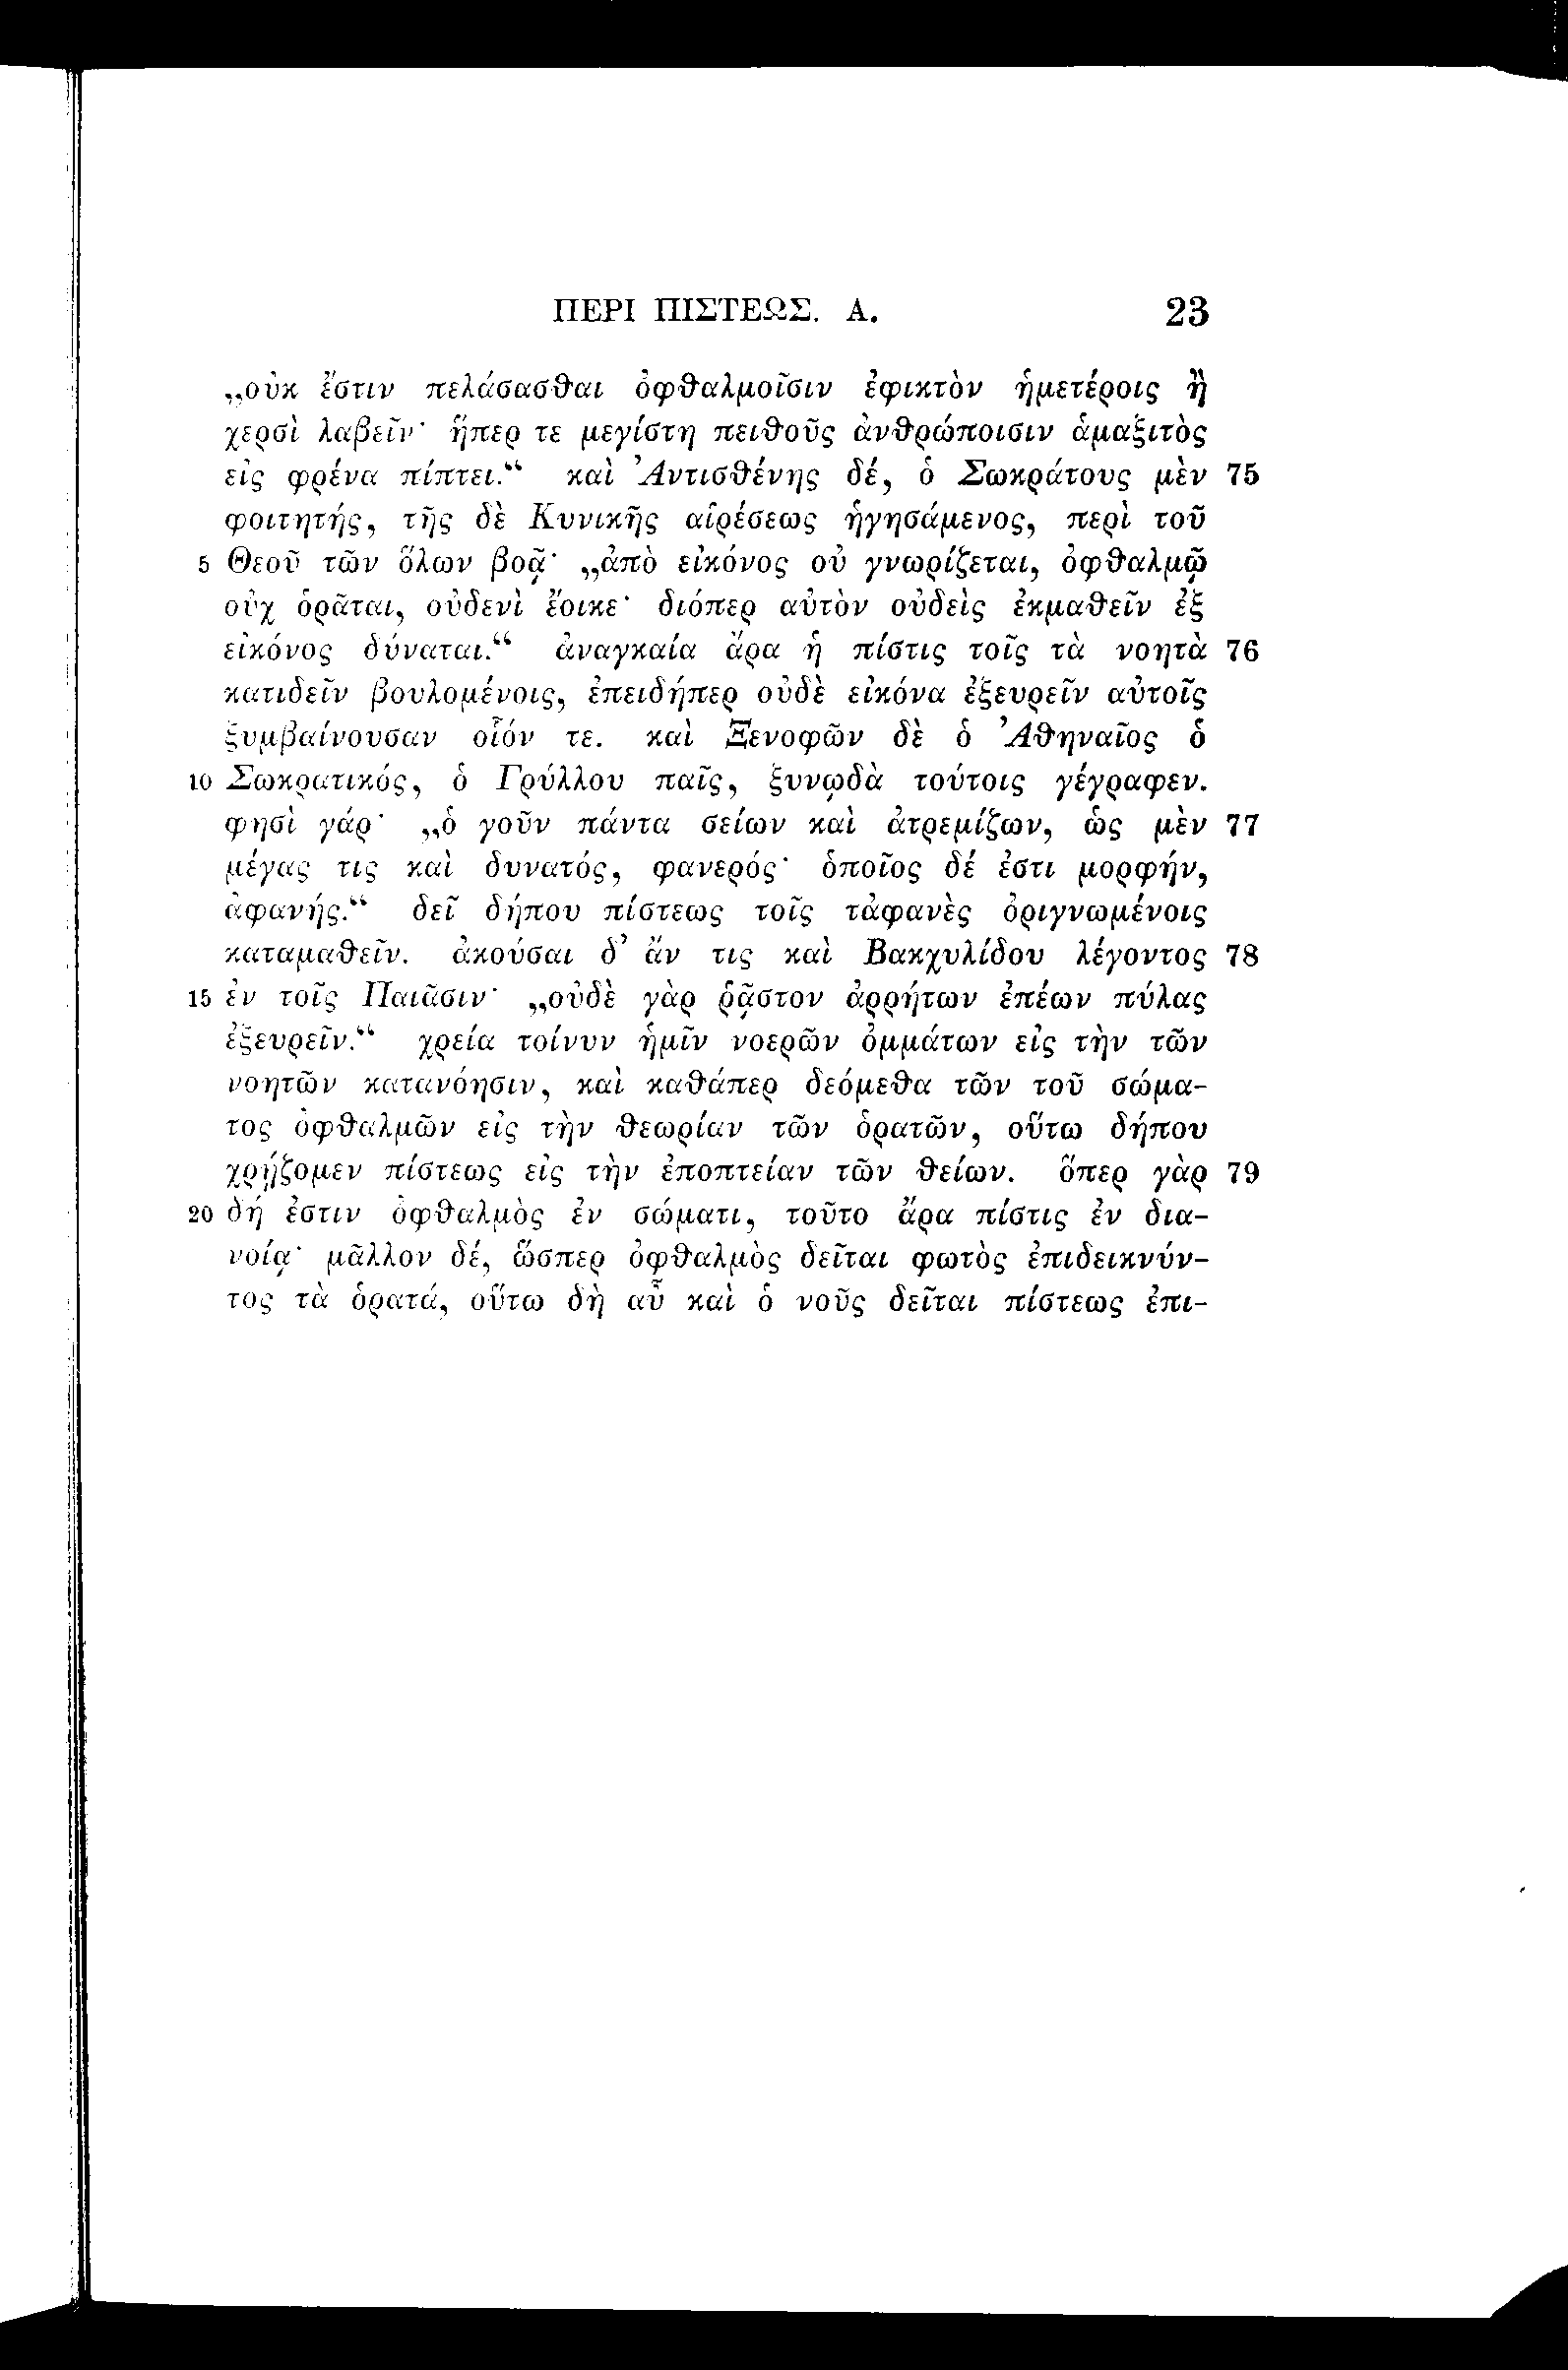 ΠΕΡΙ ΠΙΣΤΕΩΣ. Α. 23
„οὐκ ἔστιν πελάσασθαι ὀφθαλμοῖσιν ἐφικτὸν ἡμετέροις ἢ
χερσὶ λαβεῖν· ᾗπερ τε μεγίστη πειθοῦς ἀνθρώποισιν ἁμαξιτὸς
εἰς φρένα πίπτει.“ καὶ Ἀντισθένης δέ, ὁ Σωκράτους μὲν 75
φοιτητής, τῆς δὲ Κυνικῆς αἱρέσεως ἡγησάμενος, περὶ τοῦ
5 Θεοῦ τῶν ὅλων βοᾷ· „ἀπὸ εἰκόνος οὐ γνωρίζεται, ὀφθαλμῷ
οὐχ ὁρᾶται, οὐδενὶ ἔοικε· διόπερ αὐτὸν οὐδεὶς ἐκμαθεῖν ἐξ
εἰκόνος δύναται.“ ἀναγκαία ἄρα ἡ πίστις τοῖς τὰ νοητὰ 76
κατιδεῖν βουλομένοις, ἐπειδήπερ οὐδὲ εἰκόνα ἐξευρεῖν αὐτοῖς
ξυμβαίνουσαν οἷόν τε. καὶ Ξενοφῶν δὲ ὁ Ἀθηναῖος ὁ
10 Σωκρατικός, ὁ Γρύλλου παῖς, ξυνῳδὰ τούτοις γέγραφεν.
φησὶ γάρ· „ὁ γοῦν πάντα σείων καὶ ἀτρεμίζων, ὡς μὲν 77
μέγας τις καὶ δυνατός, φανερός· ὁποῖος δέ ἐστι μορφήν,
ἀφανής.“ δεῖ δήπου πίστεως τοῖς τἀφανὲς ὀριγνωμένοις
καταμαθεῖν. ἀκούσαι δ’ ἄν τις καὶ Βακχυλίδου λέγοντος 78
15 ἐν τοῖς Παιᾶσιν· „οὐδὲ γὰρ ῥᾷστον ἀρρήτων ἐπέων πύλας
ἐξευρεῖν.“ χρεία τοίνυν ἡμῖν νοερῶν ὀμμάτων εἰς τὴν τῶν
νοητῶν κατανόησιν, καὶ καθάπερ δεόμεθα τῶν τοῦ σώμα-
τος ὀφθαλμῶν εἰς τὴν θεωρίαν τῶν ὁρατῶν, οὕτω δήπου
χρῄζομεν πίστεως εἰς τὴν ἐποπτείαν τῶν θείων. ὅπερ γὰρ 79
20 δή ἐστιν ὀφθαλμὸς ἐν σώματι, τοῦτο ἄρα πίστις ἐν δια-
νοίᾳ· μᾶλλον δέ, ὥσπερ ὀφθαλμὸς δεῖται φωτὸς ἐπιδεικνύν-
τος τὰ ὁρατά, οὕτω δὴ αὖ καὶ ὁ νοῦς δεῖται πίστεως ἐπι-